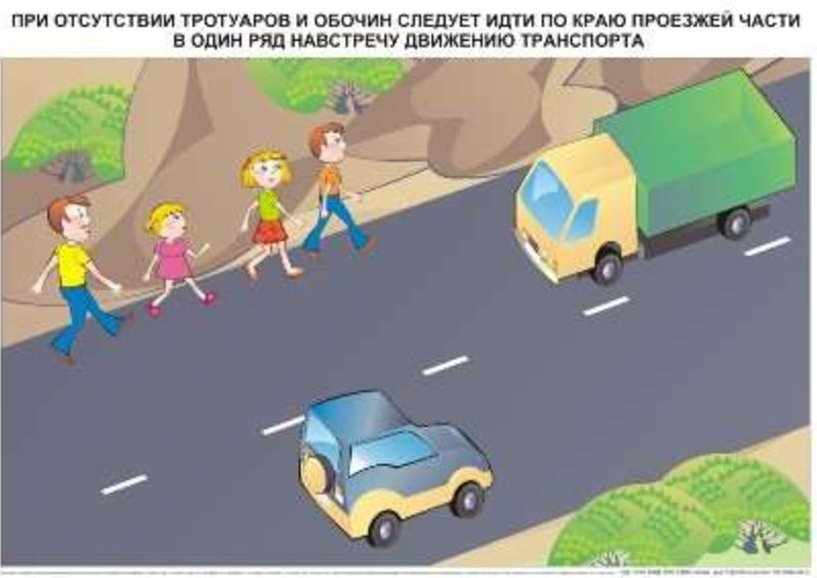 ПРИ ОТСУТСТВИИ ТРОТУАРОВ И ОБОЧИН СЛЕДУЕТ ИДТИ ПО КРАЮ ПРОЕЗЖЕЙ ЧАСТИ
В ОДИН РЯД НАВСТРЕЧУ ДВИЖЕНИЮ ТРАНСПОРТА